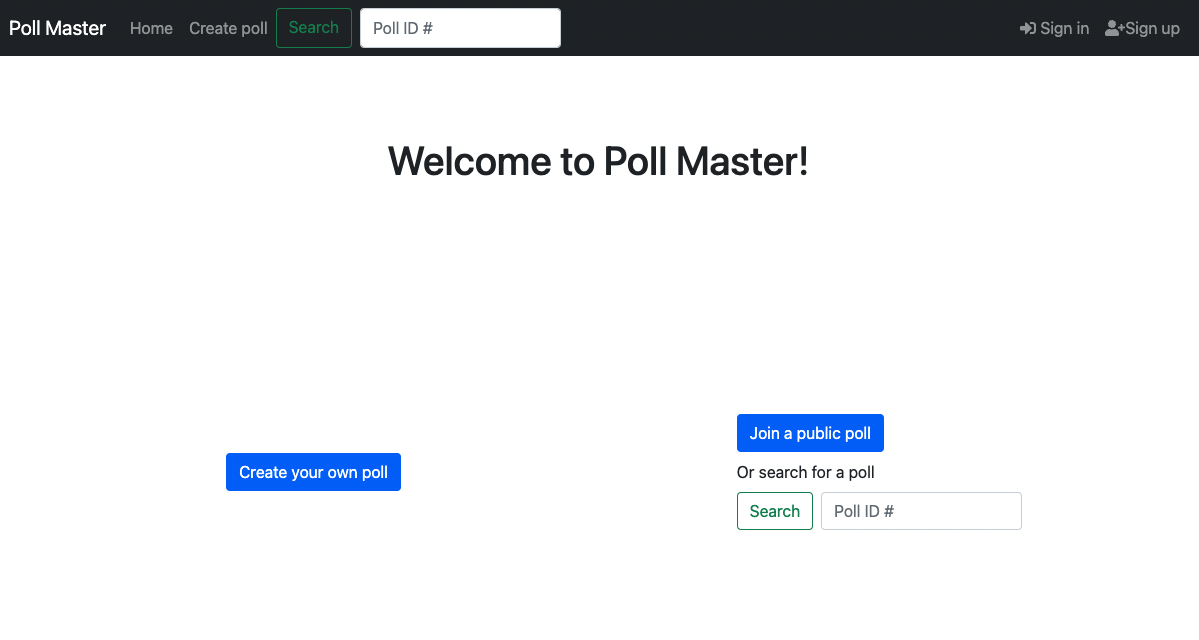 Poll Master Home Create poll Search Poll ID # Sign in Sign up
Welcome to Poll Master!
Create your own poll
Join a public poll
Or search for a poll
Search Poll ID #